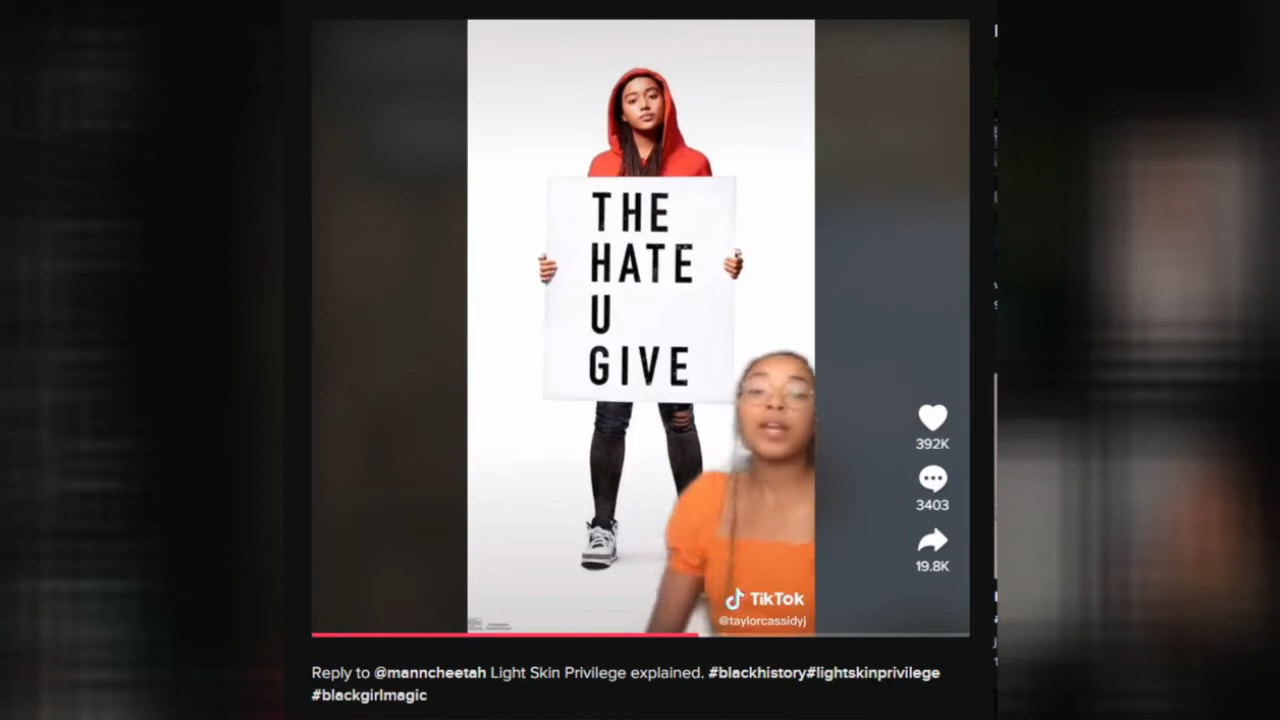 THE
HATE
U
GIVE
392K
3403
19.8K
TikTok
@taylorcassidyj
Reply to @manncheetah Light Skin Privilege explained. #blackhistory#lightskinprivilege
#blackgirlmagic